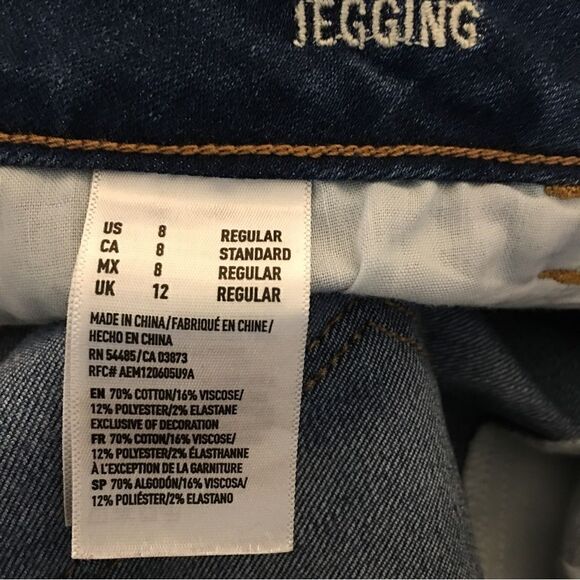 JEGGING
US 8 REGULAR
CA 8 STANDARD
MX 8 REGULAR
UK 12 REGULAR
MADE IN CHINA/FABRIQUÉ EN CHINE/
HECHO EN CHINA
RN 54485/CA 03873
RFC# AEM120605U9A
EN 70% COTTON/16% VISCOSE/
12% POLYESTER/2% ELASTANE
EXCLUSIVE OF DECORATION
FR 70% COTON/16% VISCOSE/
12% POLYESTER/2% ÉLASTHANNE
À L'EXCEPTION DE LA GARNITURE
SP 70% ALGODÓN/16% VISCOSA/
12% POLIÉSTER/2% ELASTANO